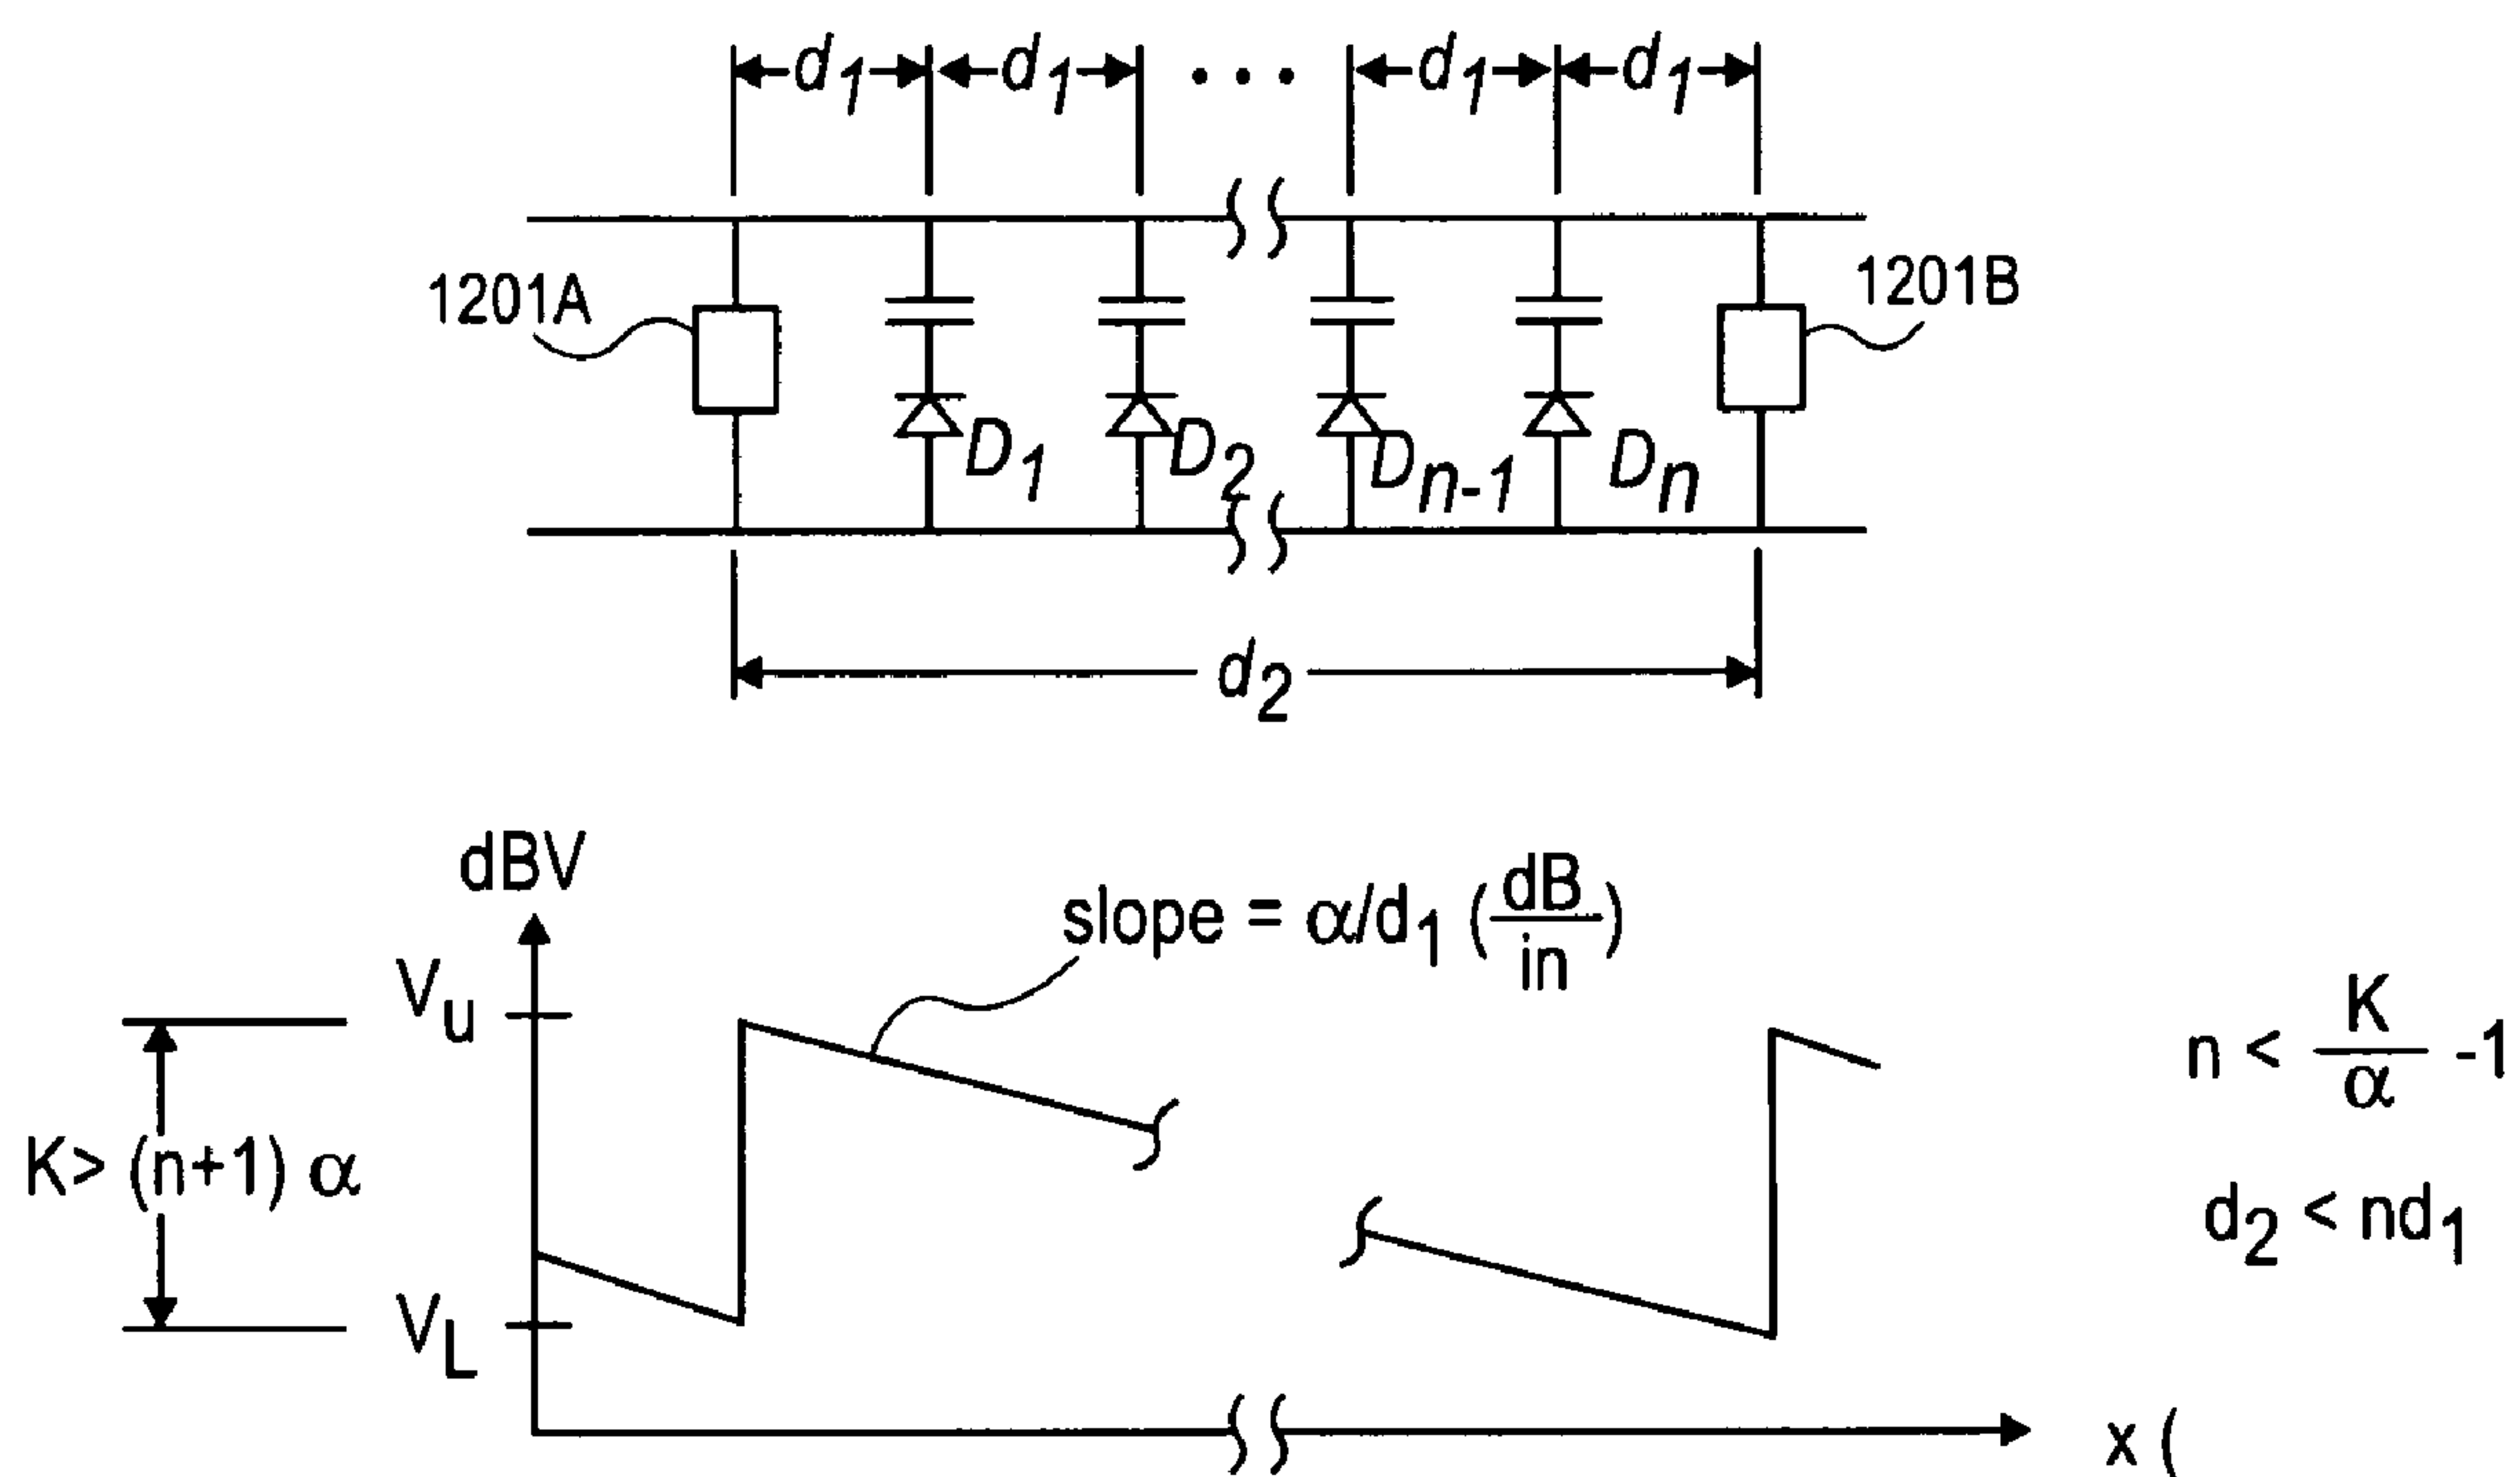 d1 d1 • • • d1 d1
1201A
1201B
D1 D2 Dn-1 Dn
d2
dBV
slope = α/d1 (dB/in)
Vu
K> (n+1) α
VL
n < K/α -1
d2 < nd1
x (